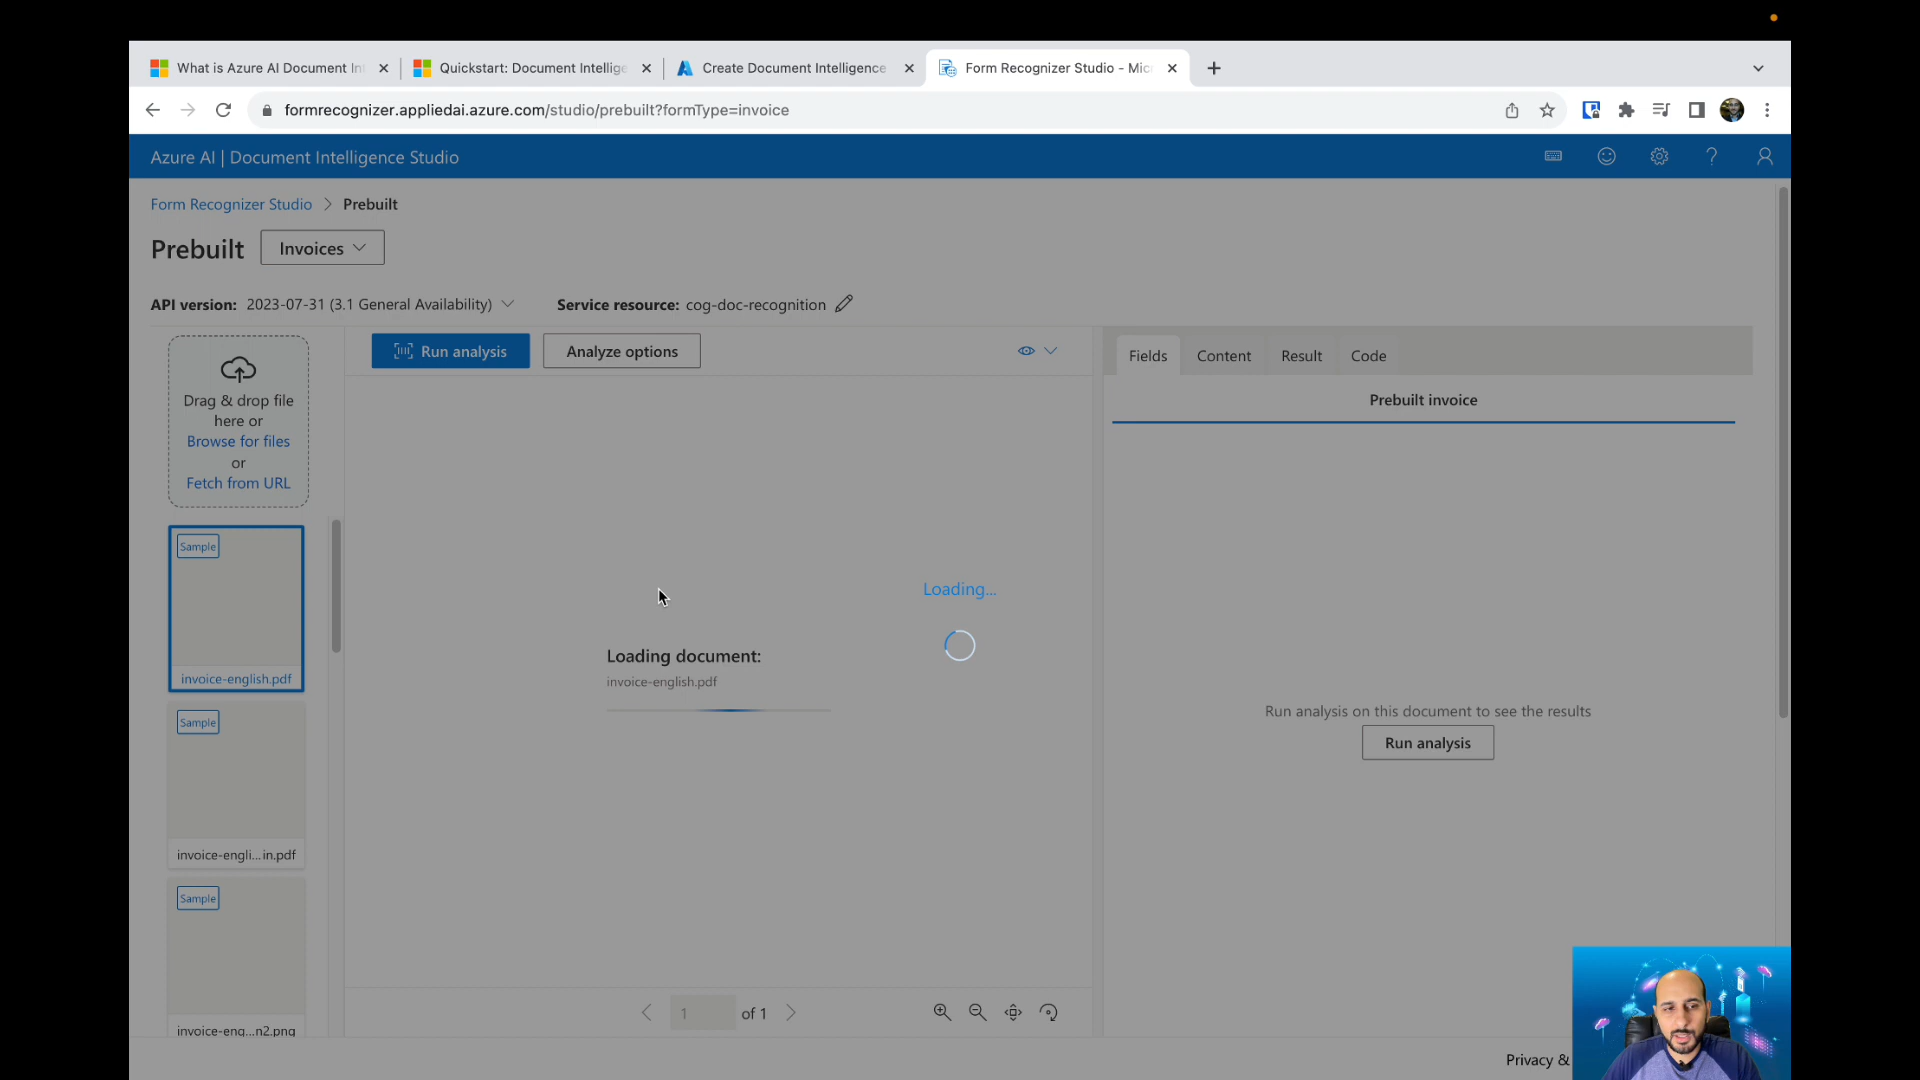 What is Azure AI Document In
Quickstart: Document Intellige
Create Document Intelligence
Form Recognizer Studio - Mic
formrecognizer.appliedai.azure.com/studio/prebuilt?formType=invoice
Azure AI | Document Intelligence Studio
Form Recognizer Studio > Prebuilt
Prebuilt Invoices
API version: 2023-07-31 (3.1 General Availability)
Service resource: cog-doc-recognition
Drag & drop file
here or
Browse for files
or
Fetch from URL
Run analysis
Analyze options
Fields Content Result Code
Prebuilt invoice
Sample
invoice-english.pdf
Sample
invoice-engli...in.pdf
Sample
invoice-eng...n2.png
Loading...
Loading document:
invoice-english.pdf
Run analysis on this document to see the results
Run analysis
1 of 1
Privacy &